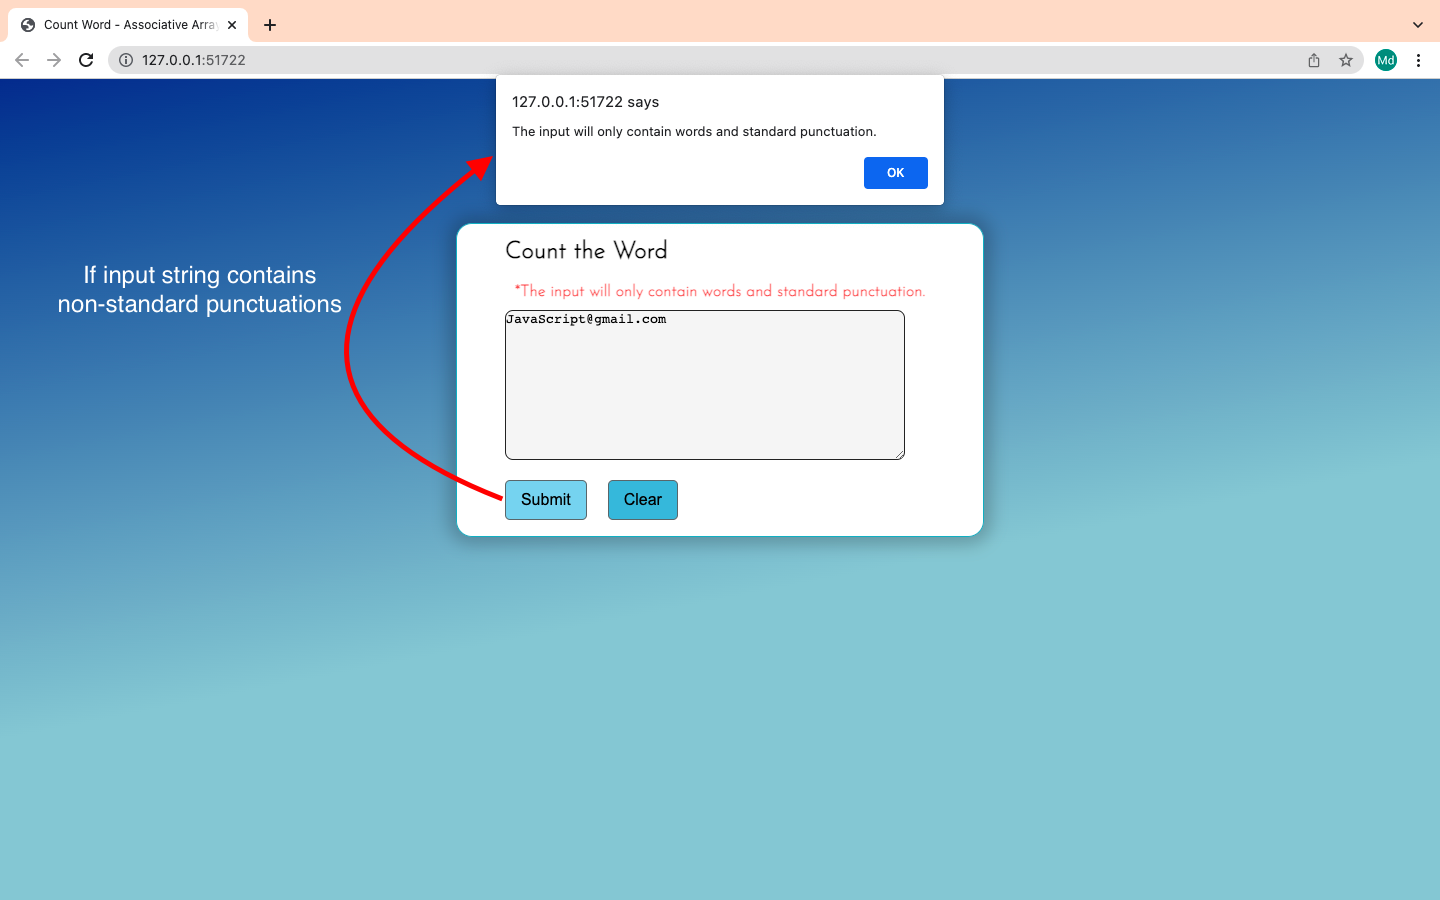 Count Word - Associative Arra
127.0.0.1:51722
Md
127.0.0.1:51722 says
The input will only contain words and standard punctuation.
OK
If input string contains
non-standard punctuations
Count the Word
*The input will only contain words and standard punctuation.
JavaScript@gmail.com
Submit
Clear